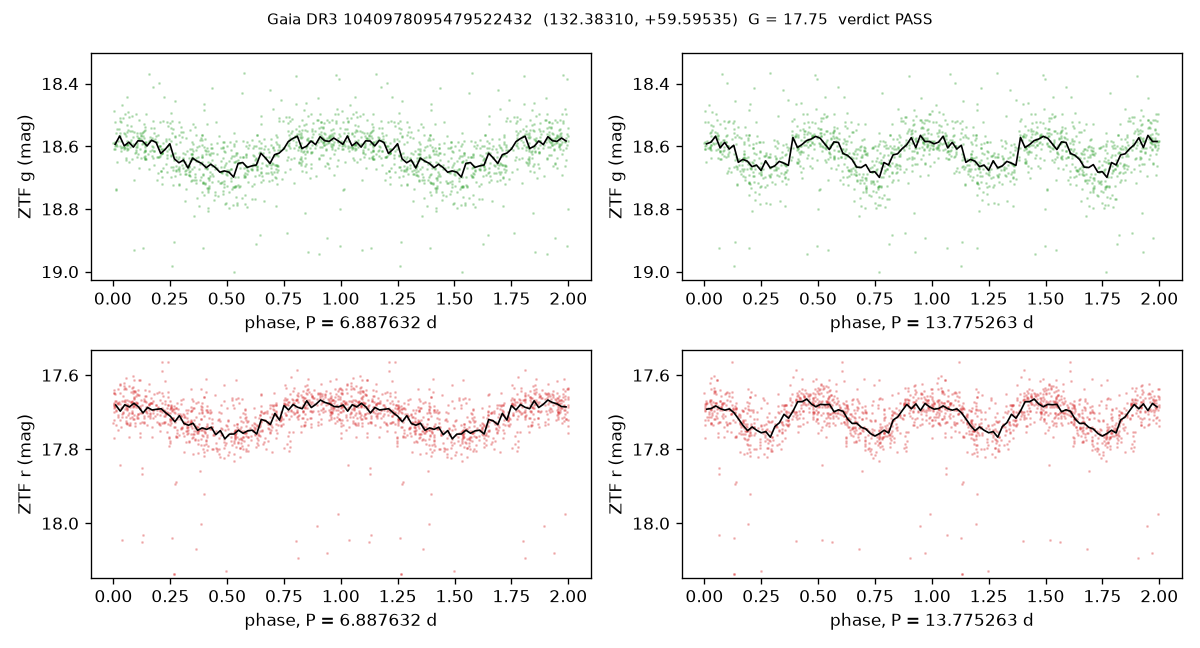 Gaia DR3 1040978095479522432 (132.38310, +59.59535) G = 17.75 verdict PASS
ZTF g (mag)
18.4
18.6
18.8
19.0
0.00 0.25 0.50 0.75 1.00 1.25 1.50 1.75 2.00
phase, P = 6.887632 d
ZTF g (mag)
18.4
18.6
18.8
19.0
0.00 0.25 0.50 0.75 1.00 1.25 1.50 1.75 2.00
phase, P = 13.775263 d
ZTF r (mag)
17.6
17.8
18.0
0.00 0.25 0.50 0.75 1.00 1.25 1.50 1.75 2.00
phase, P = 6.887632 d
ZTF r (mag)
17.6
17.8
18.0
0.00 0.25 0.50 0.75 1.00 1.25 1.50 1.75 2.00
phase, P = 13.775263 d